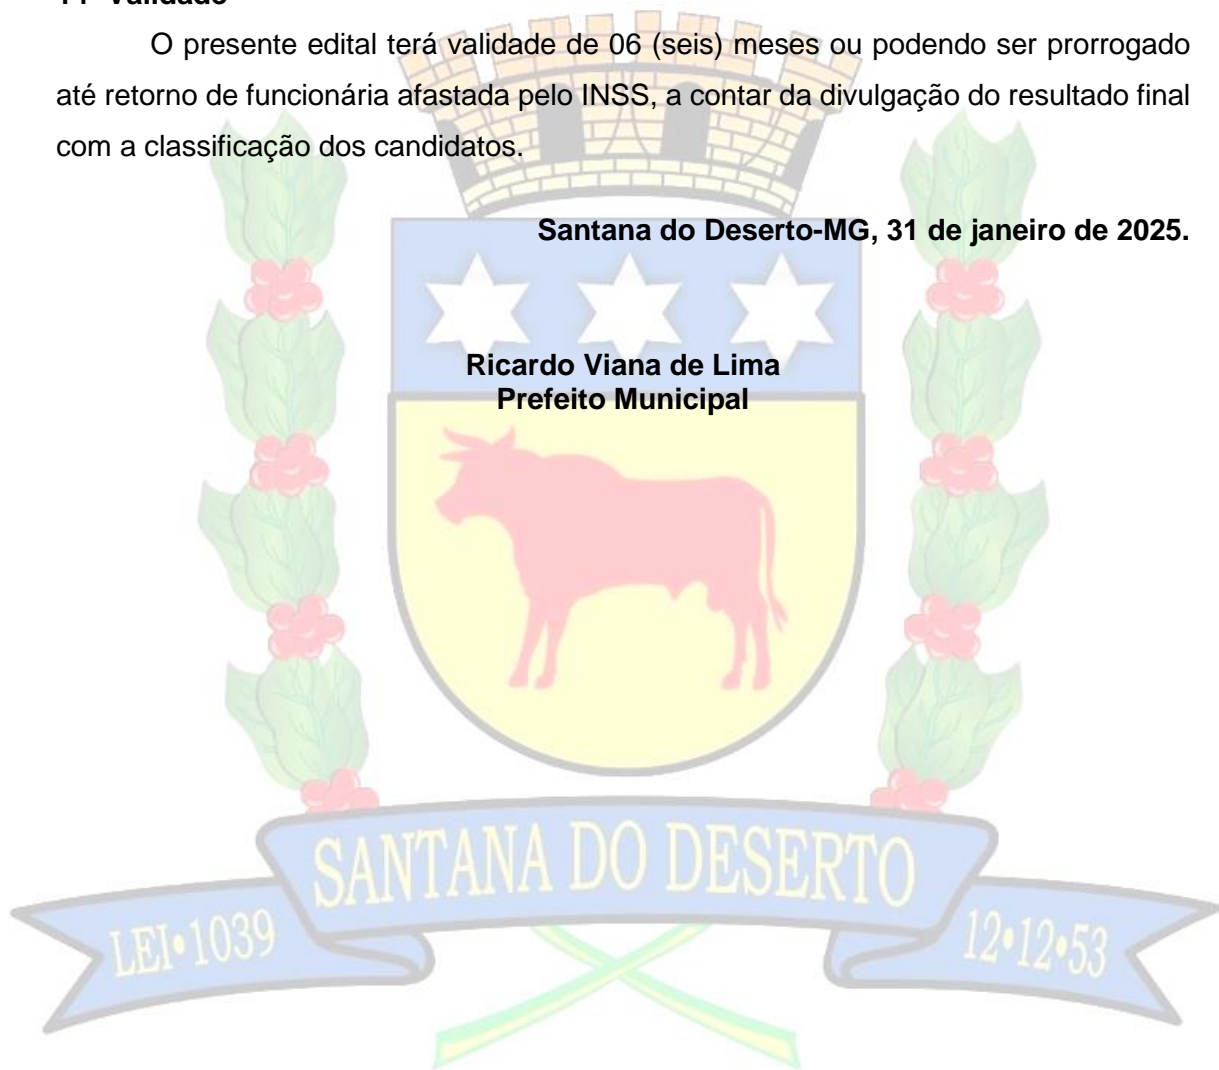 O presente edital terá validade de 06 (seis) meses ou podendo ser prorrogado
até retorno de funcionária afastada pelo INSS, a contar da divulgação do resultado final
com a classificação dos candidatos.
Santana do Deserto-MG, 31 de janeiro de 2025.
Ricardo Viana de Lima
Prefeito Municipal
SANTANA DO DESERTO
LEI•1039
12•12•53